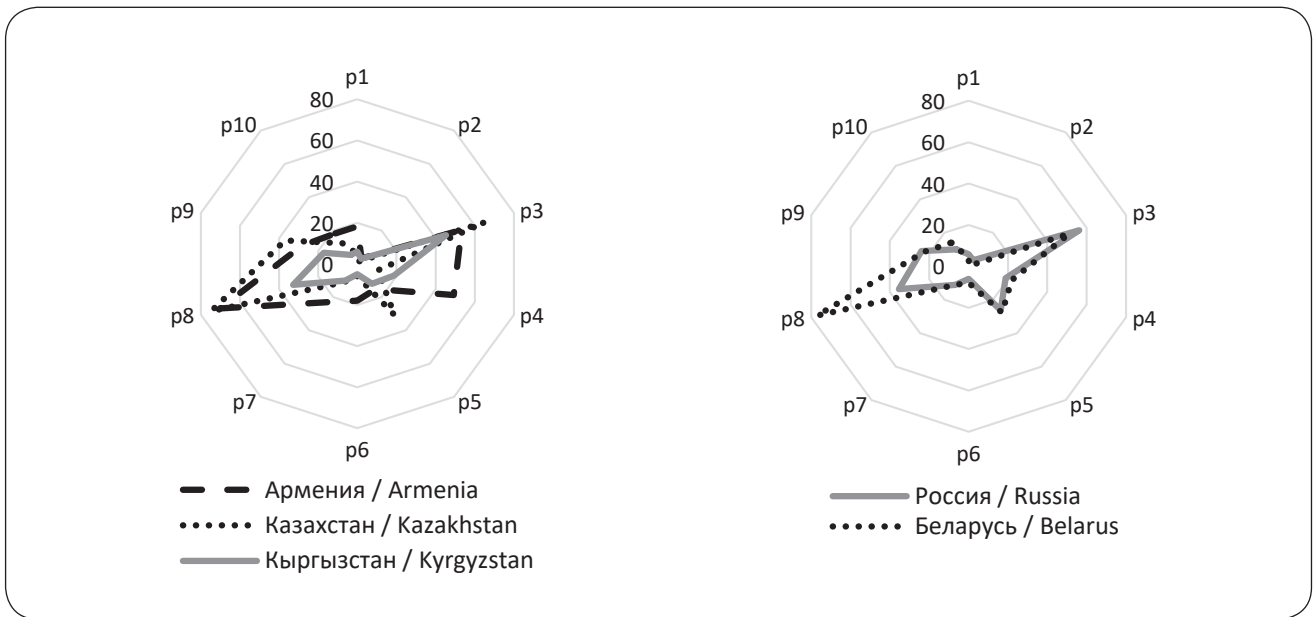 p1
80
p10
p2
60
40
p9
p3
20
0
p8
p4
p7
p5
p6
Армения / Armenia
Казахстан / Kazakhstan
Кыргызстан / Kyrgyzstan
p1
80
p10
p2
60
40
p9
p3
20
0
p8
p4
p7
p5
p6
Россия / Russia
Беларусь / Belarus